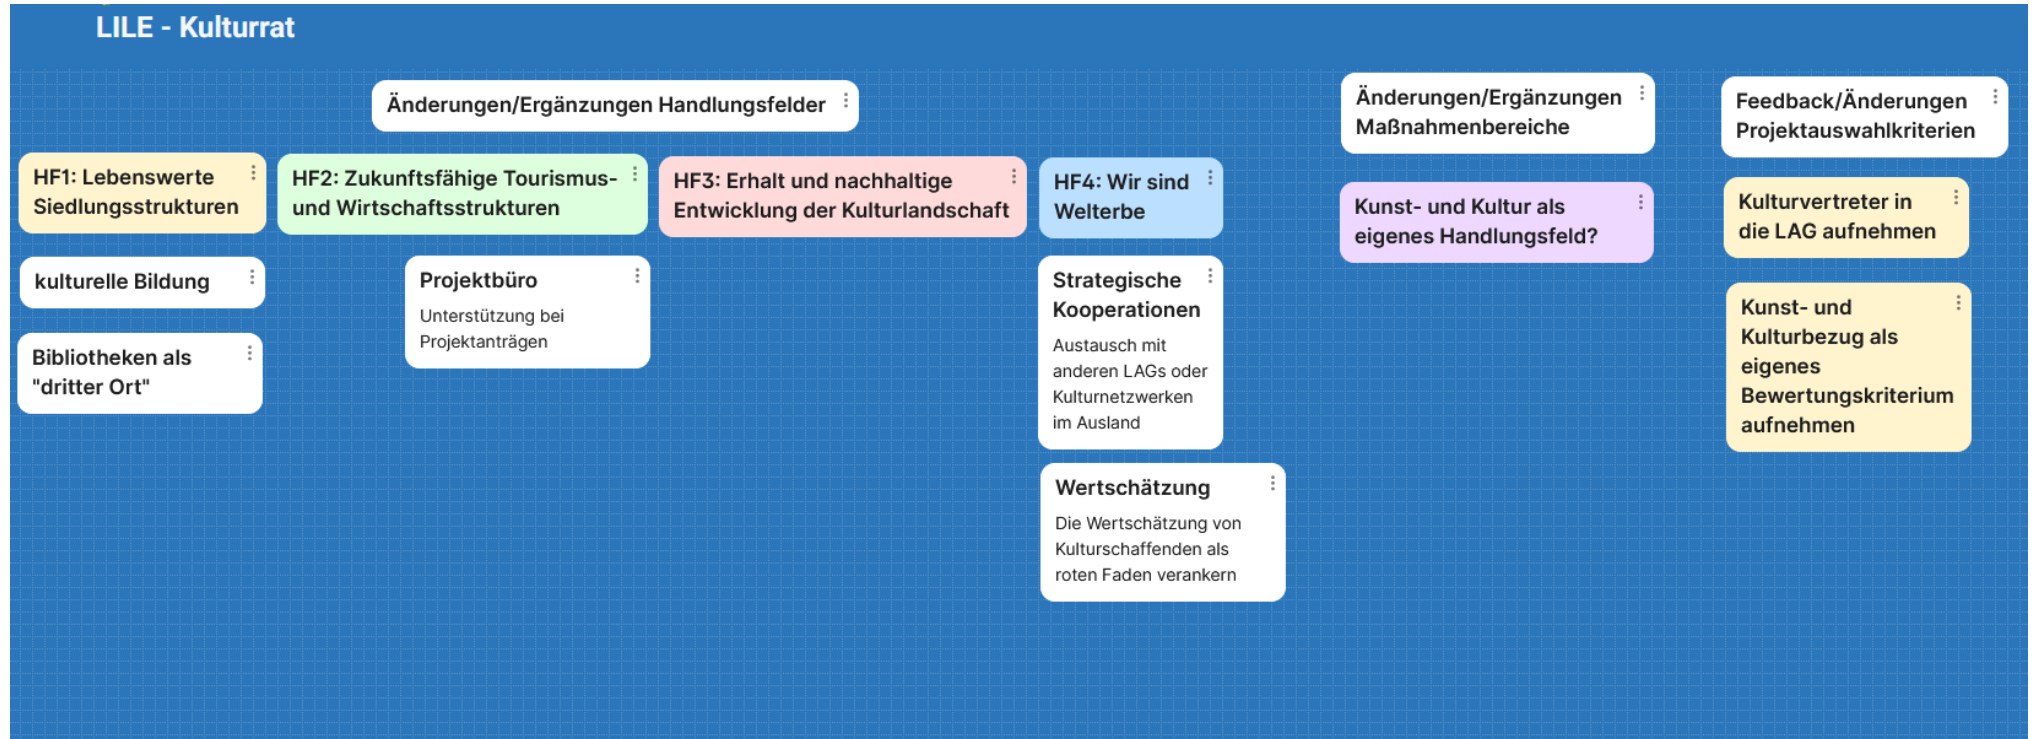 LILE - Kulturrat
Änderungen/Ergänzungen Handlungsfelder
HF1: Lebenswerte
Siedlungsstrukturen
kulturelle Bildung
Bibliotheken als
"dritter Ort"
HF2: Zukunftsfähige Tourismus-
und Wirtschaftsstrukturen
Projektbüro
Unterstützung bei
Projektanträgen
HF3: Erhalt und nachhaltige
Entwicklung der Kulturlandschaft
HF4: Wir sind
Welterbe
Strategische
Kooperationen
Austausch mit
anderen LAGs oder
Kulturnetzwerken
im Ausland
Wertschätzung
Die Wertschätzung von
Kulturschaffenden als
roten Faden verankern
Änderungen/Ergänzungen
Maßnahmenbereiche
Kunst- und Kultur als
eigenes Handlungsfeld?
Feedback/Änderungen
Projektauswahlkriterien
Kulturvertreter in
die LAG aufnehmen
Kunst- und
Kulturbezug als
eigenes
Bewertungskriterium
aufnehmen